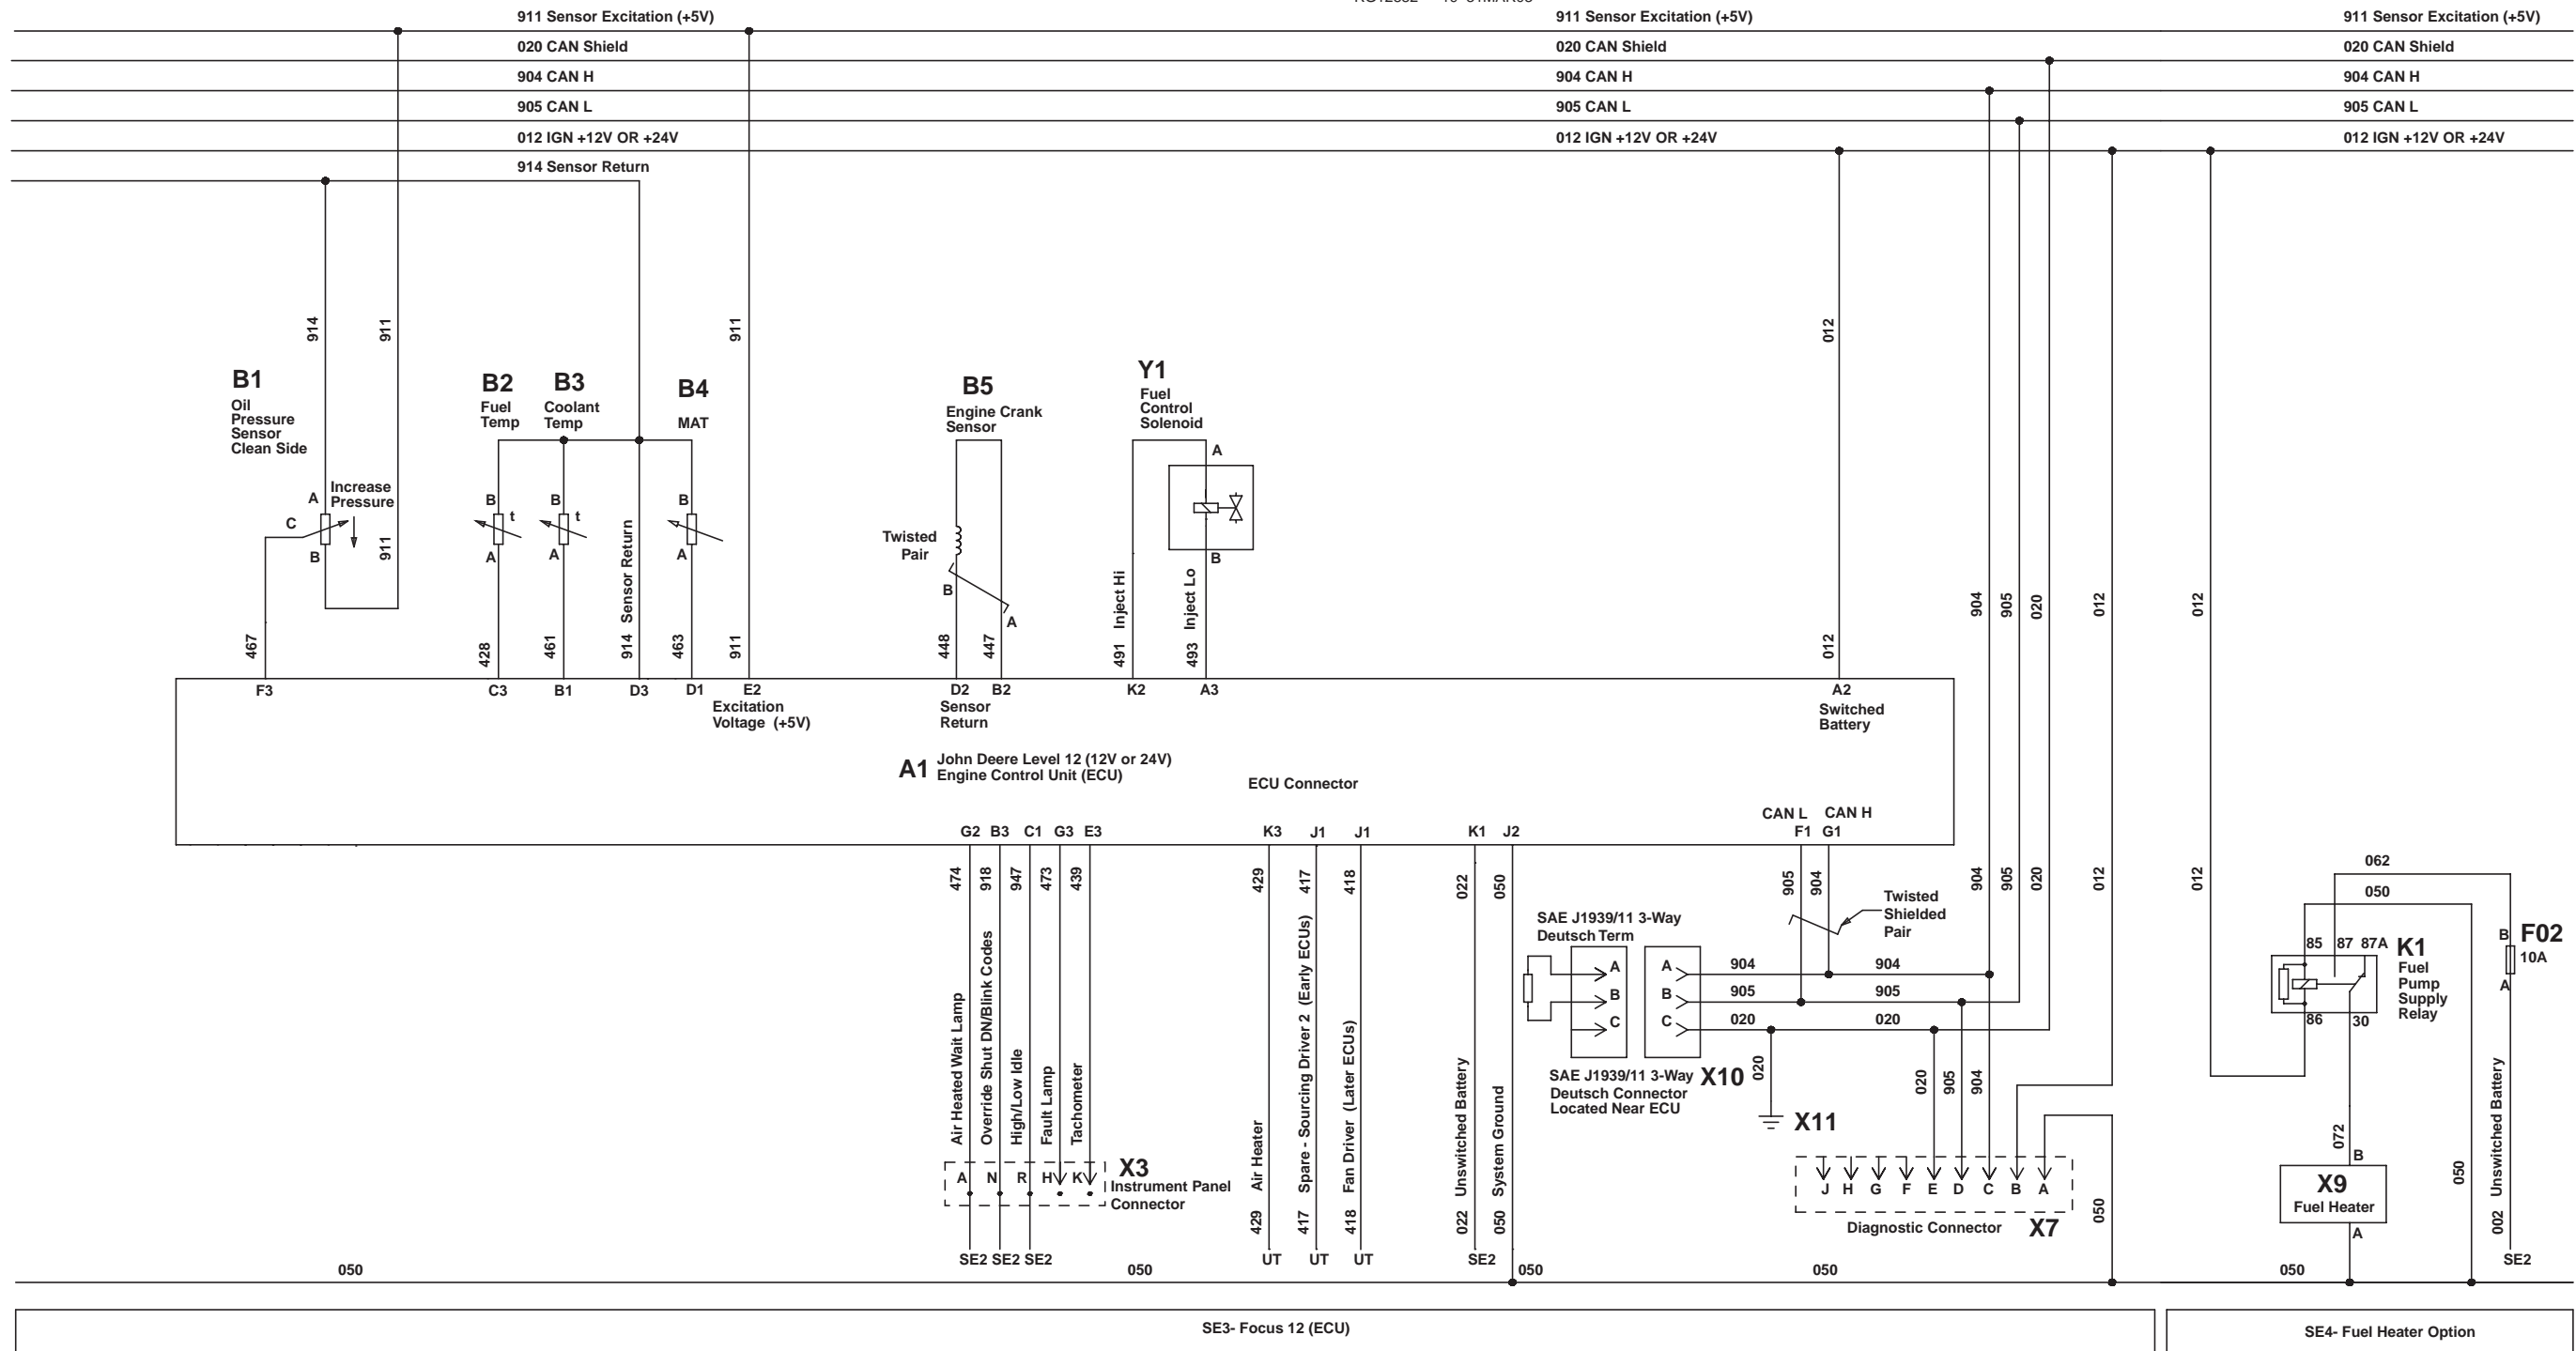 911 Sensor Excitation (+5V)
911 Sensor Excitation (+5V)
911 Sensor Excitation (+5V)
020 CAN Shield
020 CAN Shield
020 CAN Shield
904 CAN H
904 CAN H
904 CAN H
905 CAN L
905 CAN L
905 CAN L
012 IGN +12V OR +24V
012 IGN +12V OR +24V
012 IGN +12V OR +24V
914 Sensor Return
914
911
911
012
B1
Oil
Pressure
Sensor
Clean Side
B2
Fuel
Temp
B3
Coolant
Temp
B4
MAT
B5
Engine Crank
Sensor
Y1
Fuel
Control
Solenoid
A
Increase
Pressure
C
B
911
B
t
A
B
t
A
B
A
Twisted
Pair
B
A
A
B
467
428
461
914 Sensor Return
463
911
448
447
491 Inject Hi
493 Inject Lo
012
904
905
020
012
012
F3
C3
B1
D3
D1
E2
Excitation
Voltage (+5V)
D2
B2
Sensor
Return
K2
A3
A2
Switched
Battery
A1
John Deere Level 12 (12V or 24V)
Engine Control Unit (ECU)
ECU Connector
CAN L
CAN H
G2 B3 C1 G3 E3
K3
J1
J1
K1
J2
F1
G1
474
918
947
473
439
429
417
418
022
050
905
904
904
905
020
012
012
Air Heated Wait Lamp
Override Shut DN/Blink Codes
High/Low Idle
Fault Lamp
Tachometer
429 Air Heater
417 Spare - Sourcing Driver 2 (Early ECUs)
418 Fan Driver (Later ECUs)
022 Unswitched Battery
050 System Ground
Twisted
Shielded
Pair
SAE J1939/11 3-Way
Deutsch Term
A
B
C
A
B
C
904
904
905
905
020
020
SAE J1939/11 3-Way
Deutsch Connector
Located Near ECU
X10
020
X11
020
905
904
A N R H K
X3
Instrument Panel
Connector
J H G F E D C B A
Diagnostic Connector
X7
050
SE2 SE2 SE2
UT
UT
UT
SE2
062
050
85
87
87A
K1
Fuel
Pump
Supply
Relay
86
30
B
F02
10A
A
072
B
X9
Fuel Heater
A
050
002 Unswitched Battery
SE2
050
050
050
050
050
SE3- Focus 12 (ECU)
SE4- Fuel Heater Option